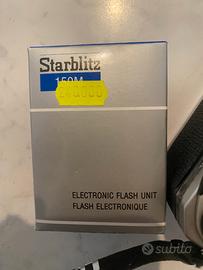 Starblitz
150M
ELECTRONIC FLASH UNIT
FLASH ELECTRONIQUE
subito